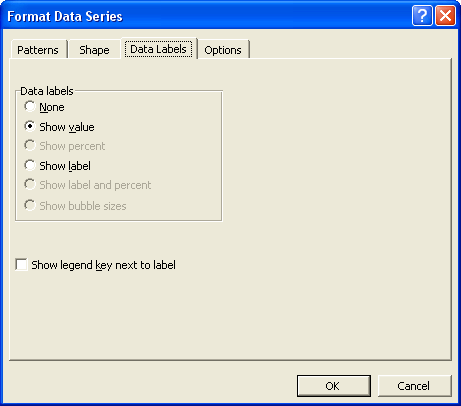 Format Data Series
Patterns Shape Data Labels Options
Data labels
None
Show value
Show percent
Show label
Show label and percent
Show bubble sizes
Show legend key next to label
OK Cancel